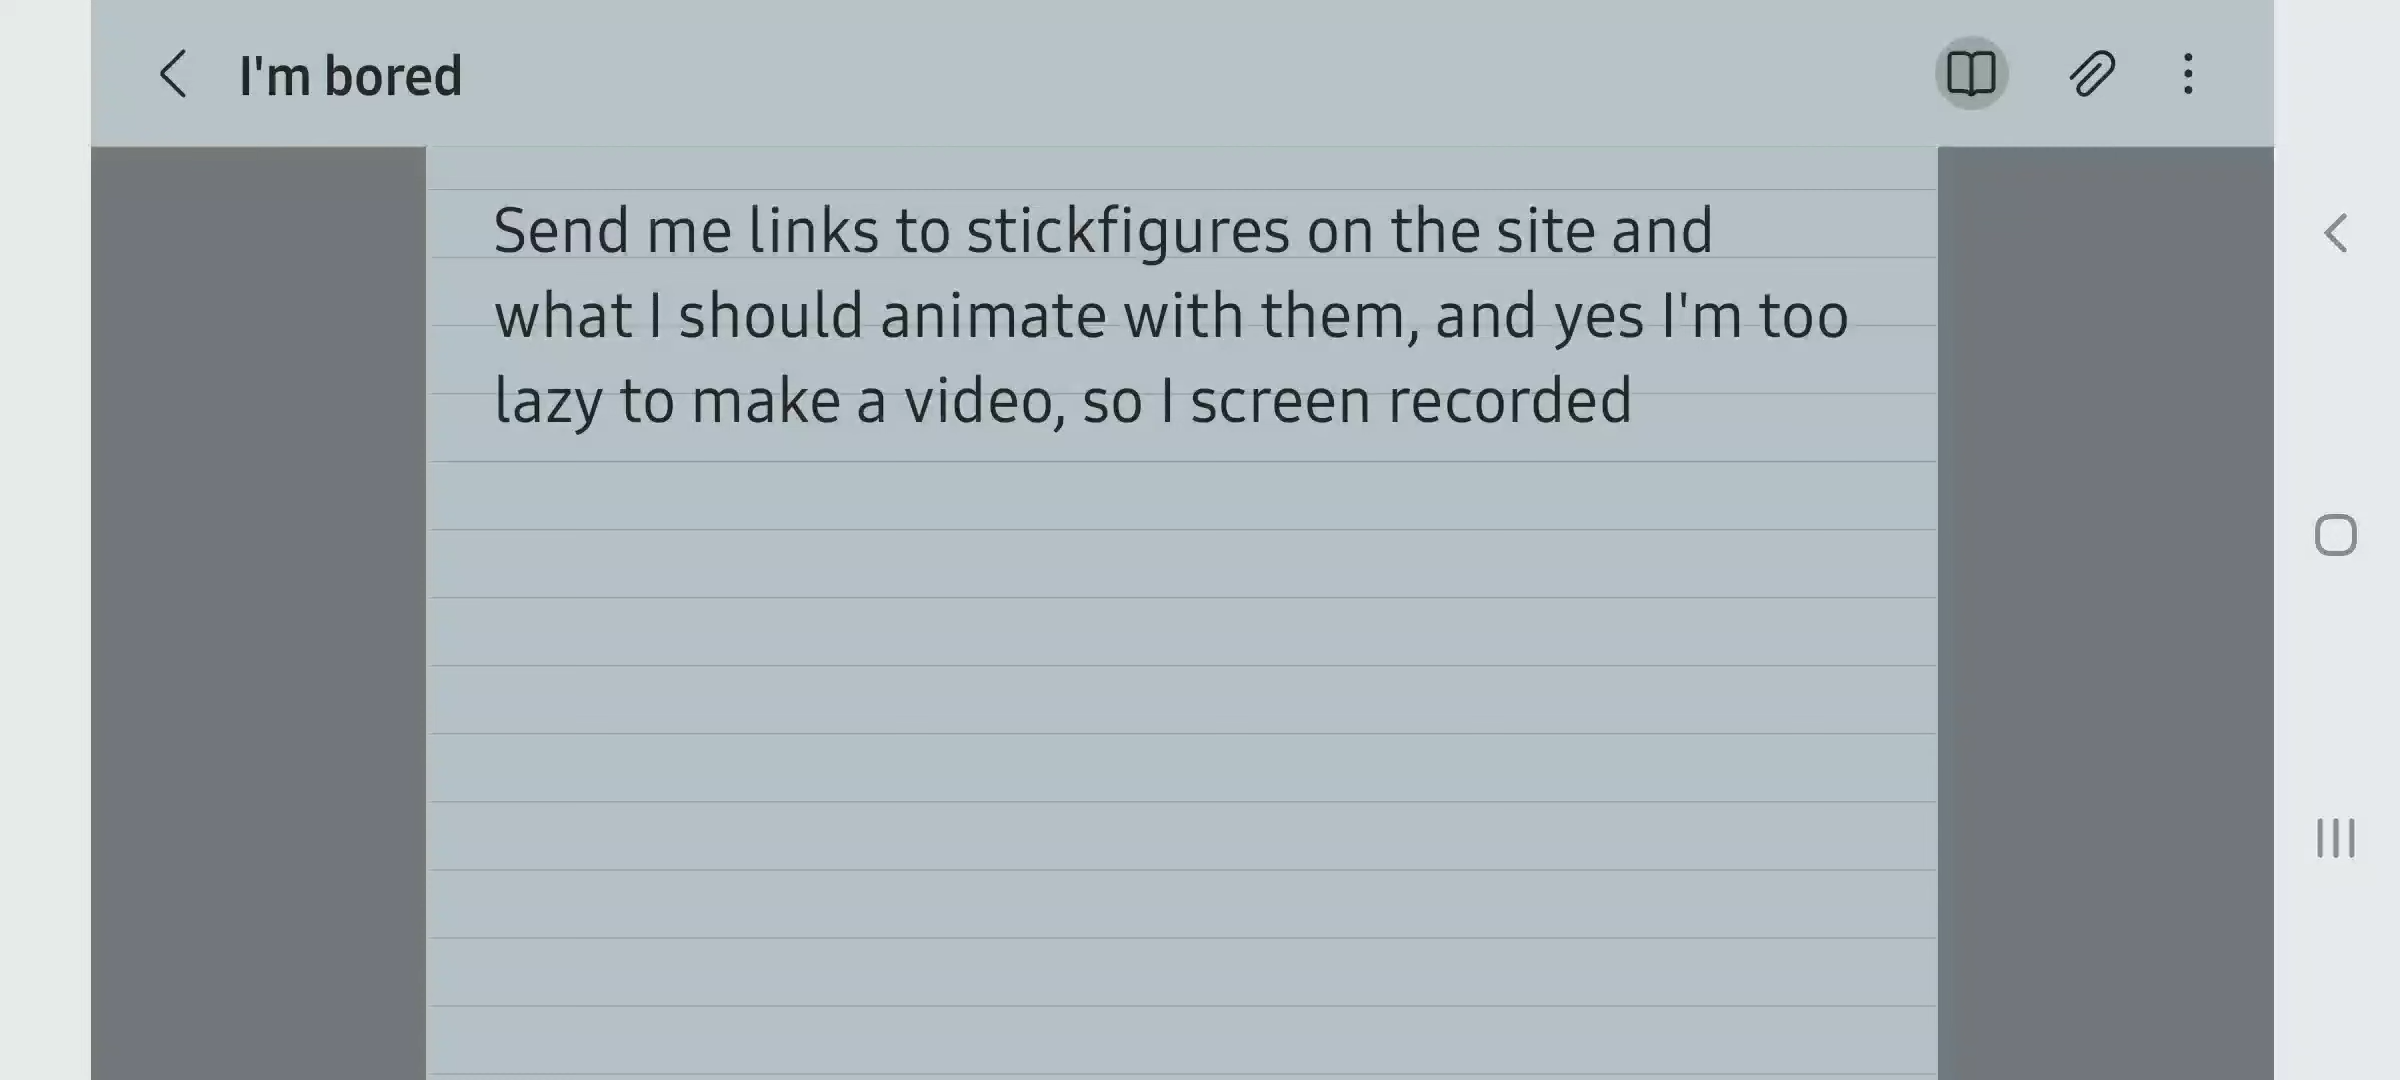 I'm bored
Send me links to stickfigures on the site and
what I should animate with them, and yes I'm too
lazy to make a video, so I screen recorded